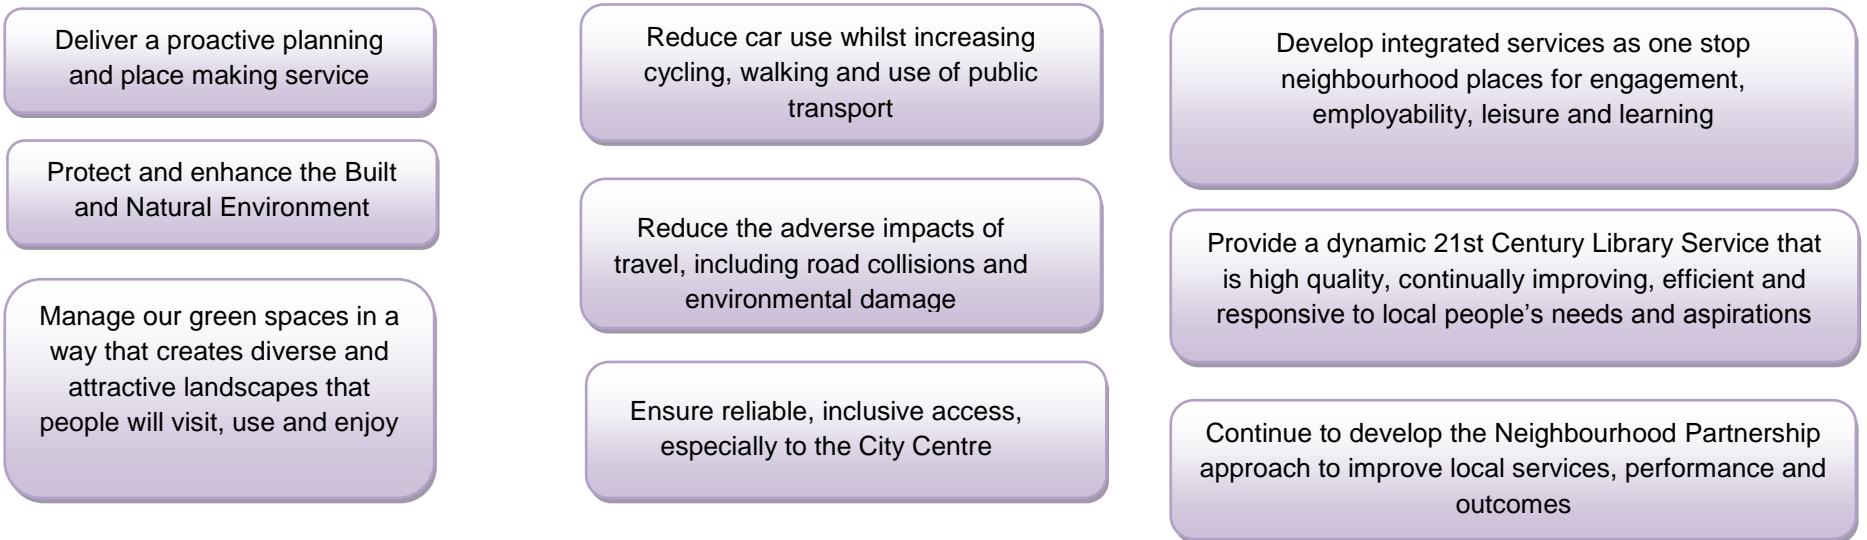 Deliver a proactive planning
and place making service
Protect and enhance the Built
and Natural Environment
Manage our green spaces in a
way that creates diverse and
attractive landscapes that
people will visit, use and enjoy
Reduce car use whilst increasing
cycling, walking and use of public
transport
Reduce the adverse impacts of
travel, including road collisions and
environmental damage
Ensure reliable, inclusive access,
especially to the City Centre
Develop integrated services as one stop
neighbourhood places for engagement,
employability, leisure and learning
Provide a dynamic 21st Century Library Service that
is high quality, continually improving, efficient and
responsive to local people’s needs and aspirations
Continue to develop the Neighbourhood Partnership
approach to improve local services, performance and
outcomes